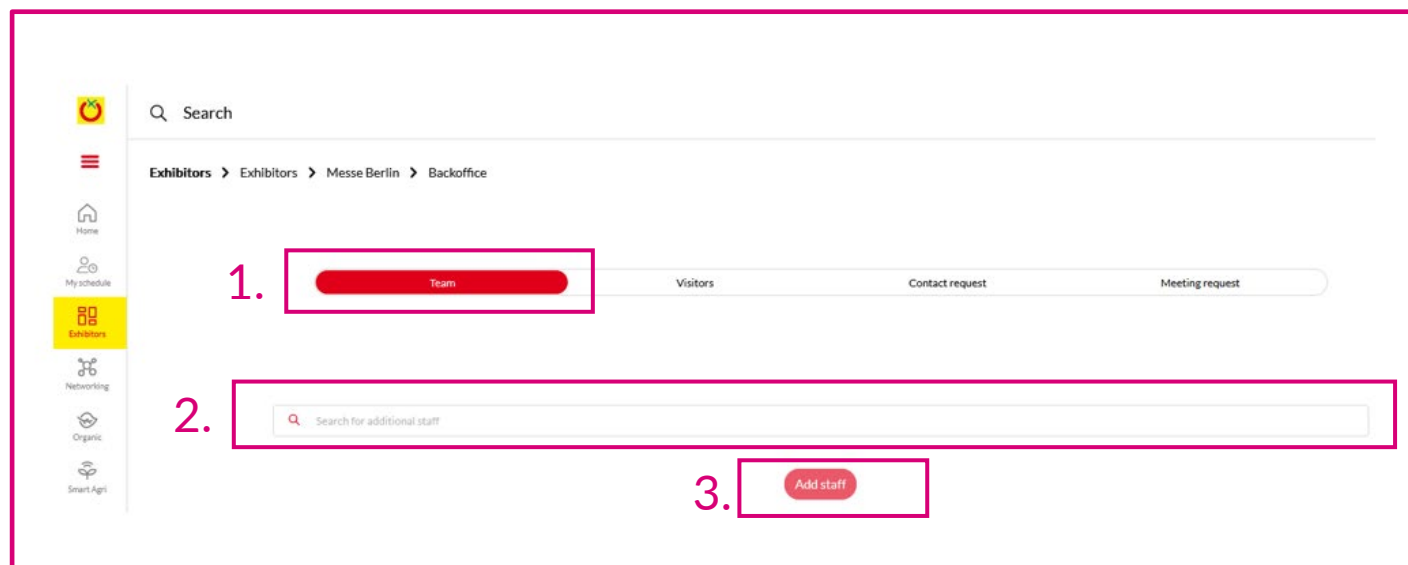 Search
Exhibitors > Exhibitors > Messe Berlin > Backoffice
Home
My schedule
Exhibitors
Networking
Organic
Smart Agri
1.
Team
Visitors
Contact request
Meeting request
2.
Search for additional staff
3.
Add staff